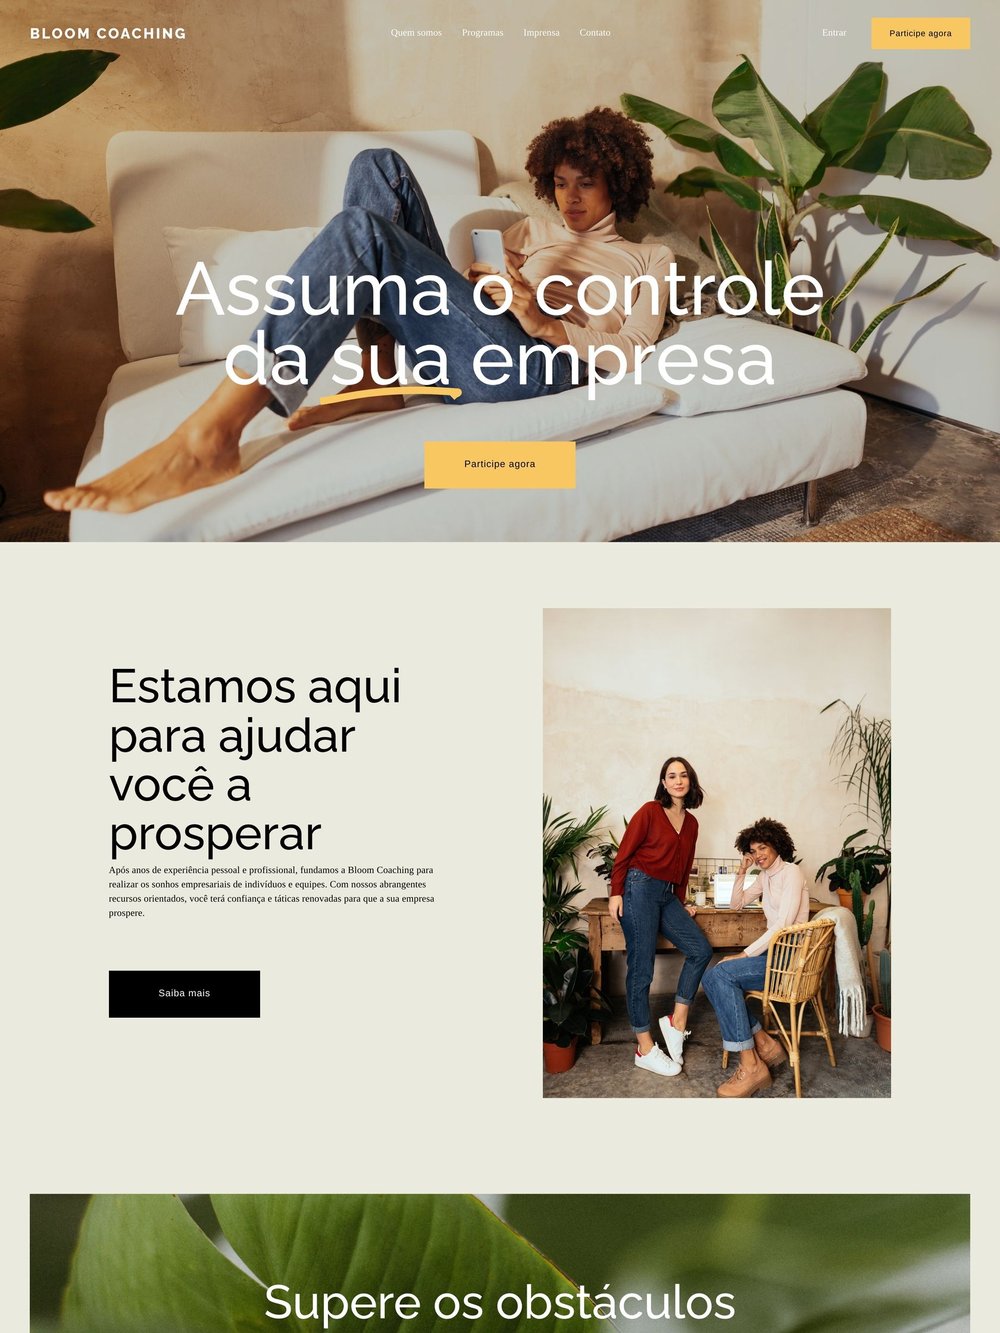 BLOOM COACHING
Quem somos
Programas
Imprensa
Contato
Entrar
Participe agora
Assuma o controle
da sua empresa
Participe agora
Estamos aqui
para ajudar
você a
prosperar
Após anos de experiência pessoal e profissional, fundamos a Bloom Coaching para
realizar os sonhos empresariais de indivíduos e equipes. Com nossos abrangentes
recursos orientados, você terá confiança e táticas renovadas para que a sua empresa
prospere.
Saiba mais
Supere os obstáculos